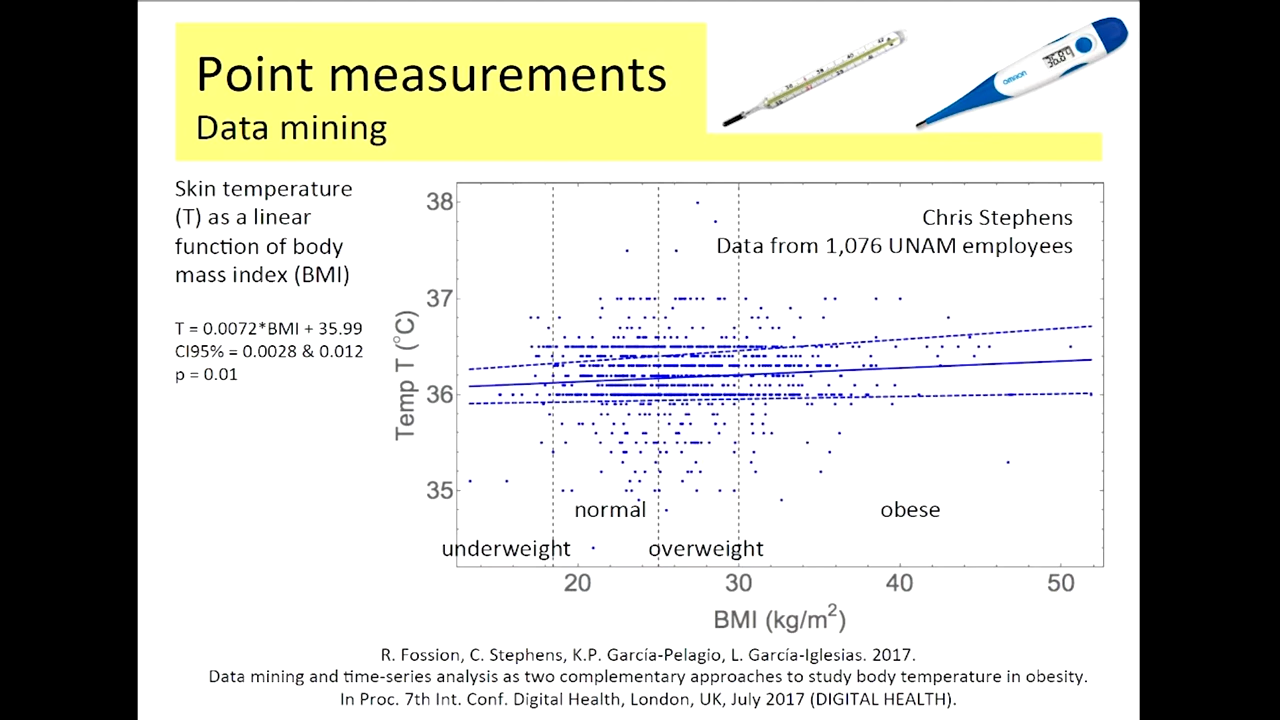 Point measurements
Data mining
36.8
OMRON
Skin temperature
(T) as a linear
function of body
mass index (BMI)
T = 0.0072*BMI + 35.99
CI95% = 0.0028 & 0.012
p = 0.01
Chris Stephens
Data from 1,076 UNAM employees
38
37
36
35
Temp T (°C)
normal
obese
underweight
overweight
20
30
40
50
BMI (kg/m²)
R. Fossion, C. Stephens, K.P. García-Pelagio, L. García-Iglesias. 2017.
Data mining and time-series analysis as two complementary approaches to study body temperature in obesity.
In Proc. 7th Int. Conf. Digital Health, London, UK, July 2017 (DIGITAL HEALTH).